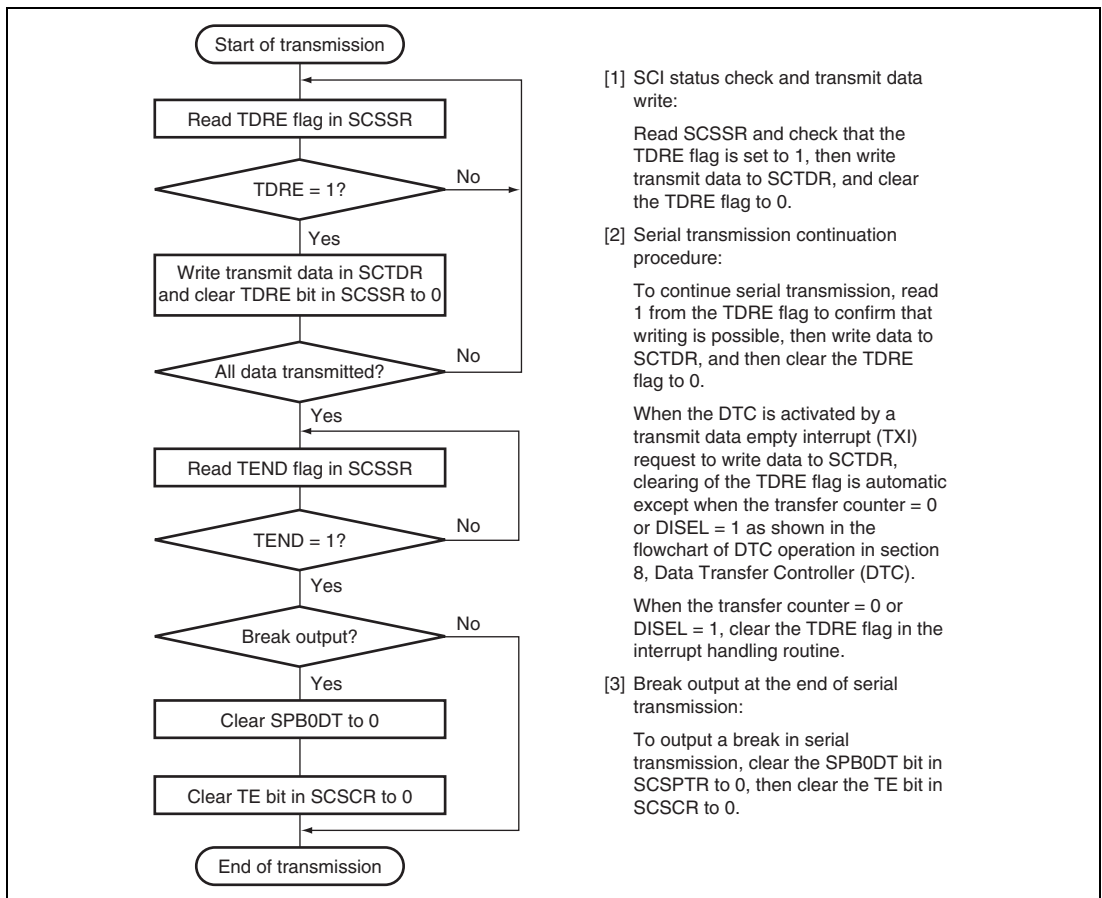 Start of transmission
Read TDRE flag in SCSSR
TDRE = 1?
No
Yes
Write transmit data in SCTDR
and clear TDRE bit in SCSSR to 0
All data transmitted?
No
Yes
Read TEND flag in SCSSR
TEND = 1?
No
Yes
Break output?
No
Yes
Clear SPB0DT to 0
Clear TE bit in SCSCR to 0
End of transmission
[1] SCI status check and transmit data
write:
Read SCSSR and check that the
TDRE flag is set to 1, then write
transmit data to SCTDR, and clear
the TDRE flag to 0.
[2] Serial transmission continuation
procedure:
To continue serial transmission, read
1 from the TDRE flag to confirm that
writing is possible, then write data to
SCTDR, and then clear the TDRE
flag to 0.
When the DTC is activated by a
transmit data empty interrupt (TXI)
request to write data to SCTDR,
clearing of the TDRE flag is automatic
except when the transfer counter = 0
or DISEL = 1 as shown in the
flowchart of DTC operation in section
8, Data Transfer Controller (DTC).
When the transfer counter = 0 or
DISEL = 1, clear the TDRE flag in the
interrupt handling routine.
[3] Break output at the end of serial
transmission:
To output a break in serial
transmission, clear the SPB0DT bit in
SCSPTR to 0, then clear the TE bit in
SCSCR to 0.